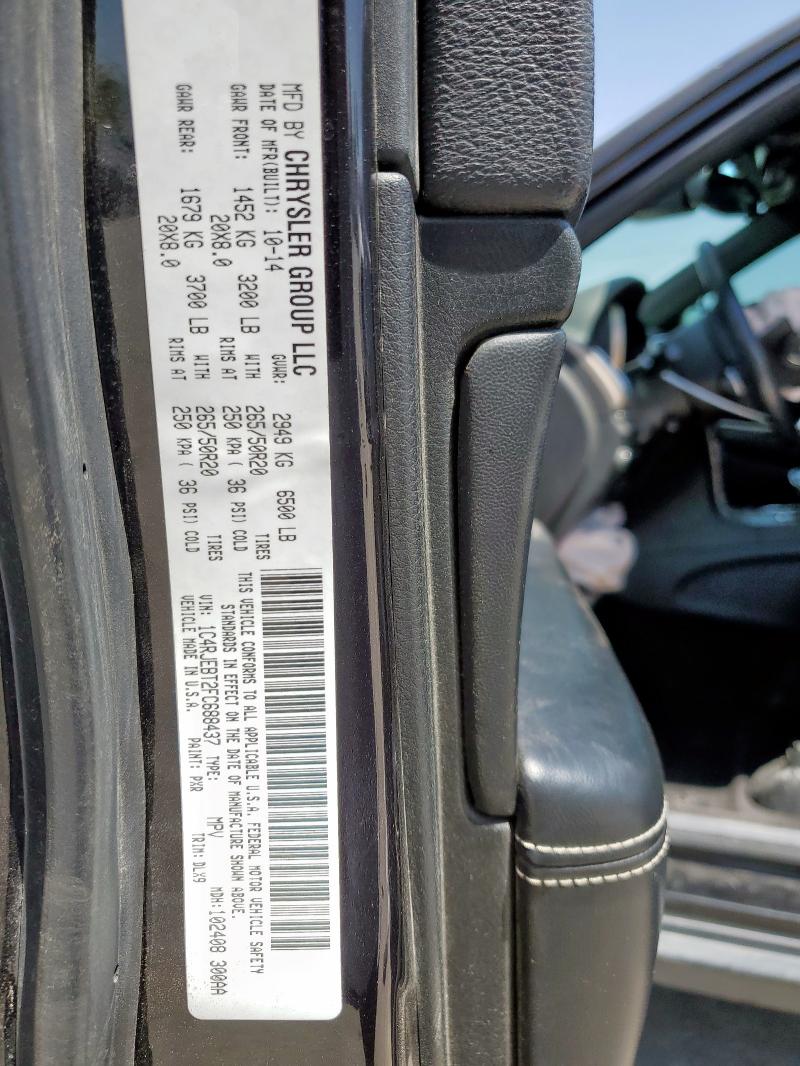 MFD BY CHRYSLER GROUP LLC
DATE OF MFR(BUILT): 10-14 GVWR: 2949 KG 6500 LB
GAWR FRONT: 1452 KG 3200 LB WITH 265/50R20 TIRES
20X8.0 RIMS AT 250 KPA ( 36 PSI) COLD
GAWR REAR: 1679 KG 3700 LB WITH 265/50R20 TIRES
20X8.0 RIMS AT 250 KPA ( 36 PSI) COLD
THIS VEHICLE CONFORMS TO ALL APPLICABLE U.S.A. FEDERAL MOTOR VEHICLE SAFETY
STANDARDS IN EFFECT ON THE DATE OF MANUFACTURE SHOWN ABOVE.
VIN: 1C4RJEBT2FC688437 TYPE: MPV MDH:102408 300AA
VEHICLE MADE IN U.S.A. PAINT: PXR TRIM: DLX9